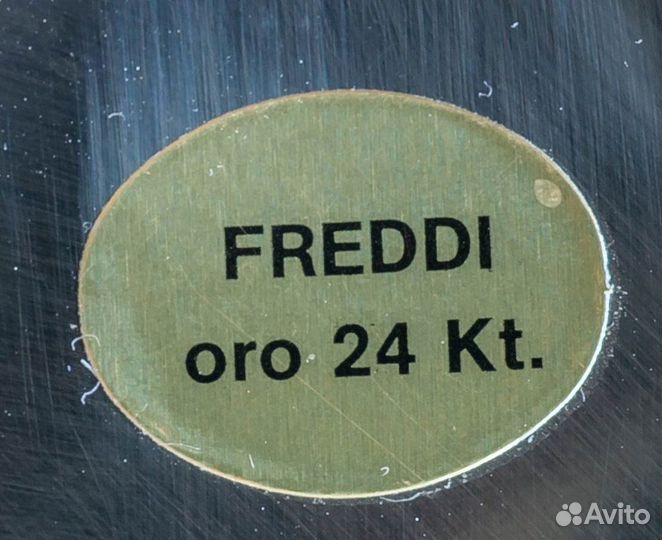 FREDDI
oro 24 Kt.
Avito